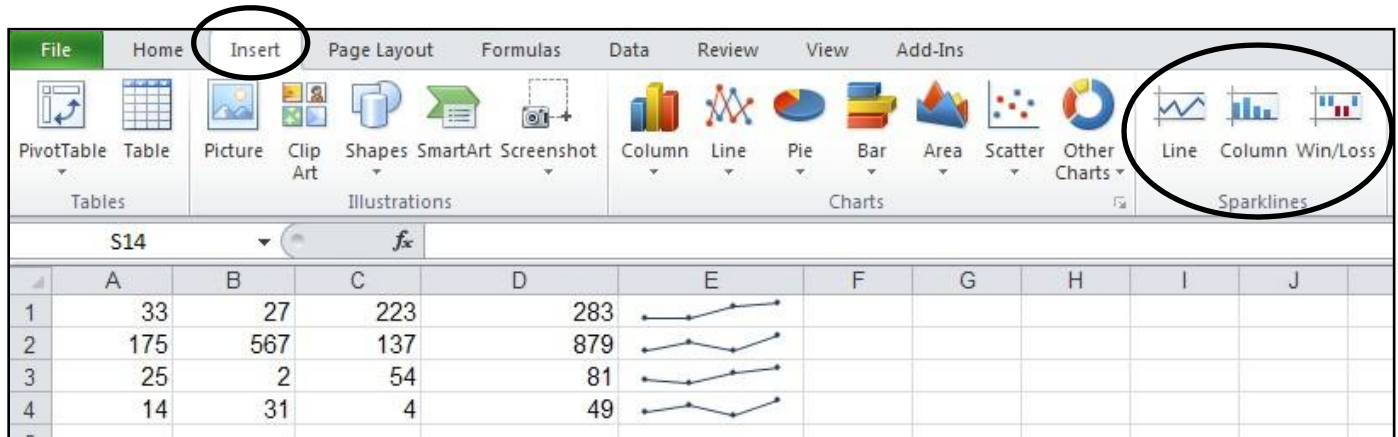 File Home Insert Page Layout Formulas Data Review View Add-Ins
PivotTable Table Picture Clip Art Shapes SmartArt Screenshot Column Line Pie Bar Area Scatter Other Charts Line Column Win/Loss
Tables Illustrations Charts Sparklines
S14 fx
A B C D E F G H I J
1 33 27 223 283
2 175 567 137 879
3 25 2 54 81
4 14 31 4 49